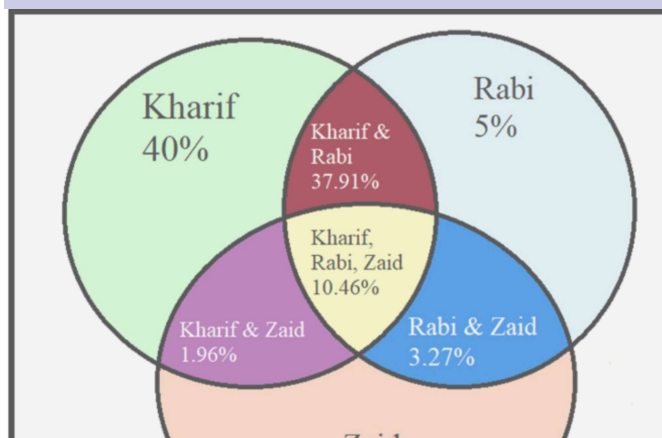 Kharif
40%
Rabi
5%
Kharif &
Rabi
37.91%
Kharif,
Rabi, Zaid
10.46%
Kharif & Zaid
1.96%
Rabi & Zaid
3.27%